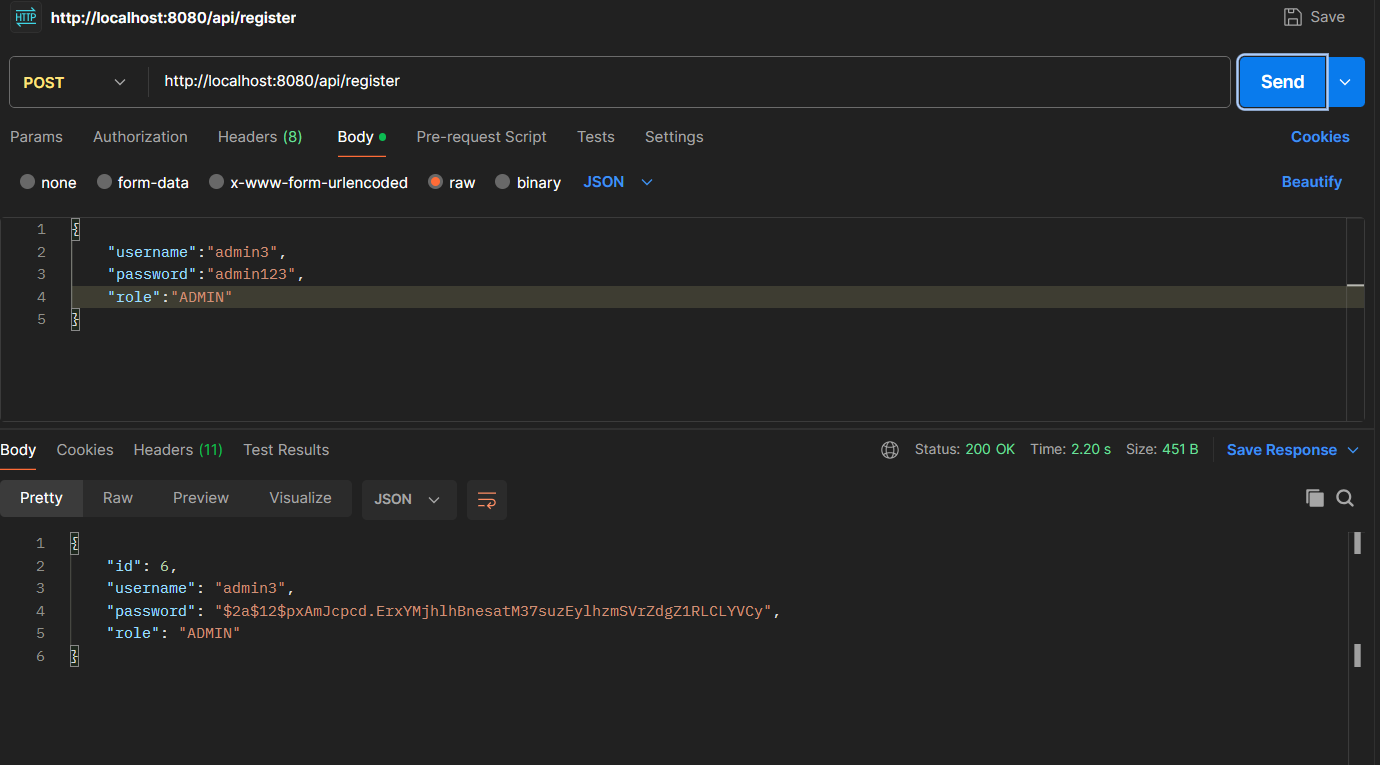 HTTP http://localhost:8080/api/register Save
POST http://localhost:8080/api/register Send
Params Authorization Headers (8) Body Pre-request Script Tests Settings Cookies
none form-data x-www-form-urlencoded raw binary JSON Beautify
1 {
2 "username":"admin3",
3 "password":"admin123",
4 "role":"ADMIN"
5 }
Body Cookies Headers (11) Test Results Status: 200 OK Time: 2.20 s Size: 451 B Save Response
Pretty Raw Preview Visualize JSON
1 {
2 "id": 6,
3 "username": "admin3",
4 "password": "$2a$12$pxAmJcpcd.ErxYMjhlhBnesatM37suzEylhzmSVrZdgZ1RLCLYVCy",
5 "role": "ADMIN"
6 }